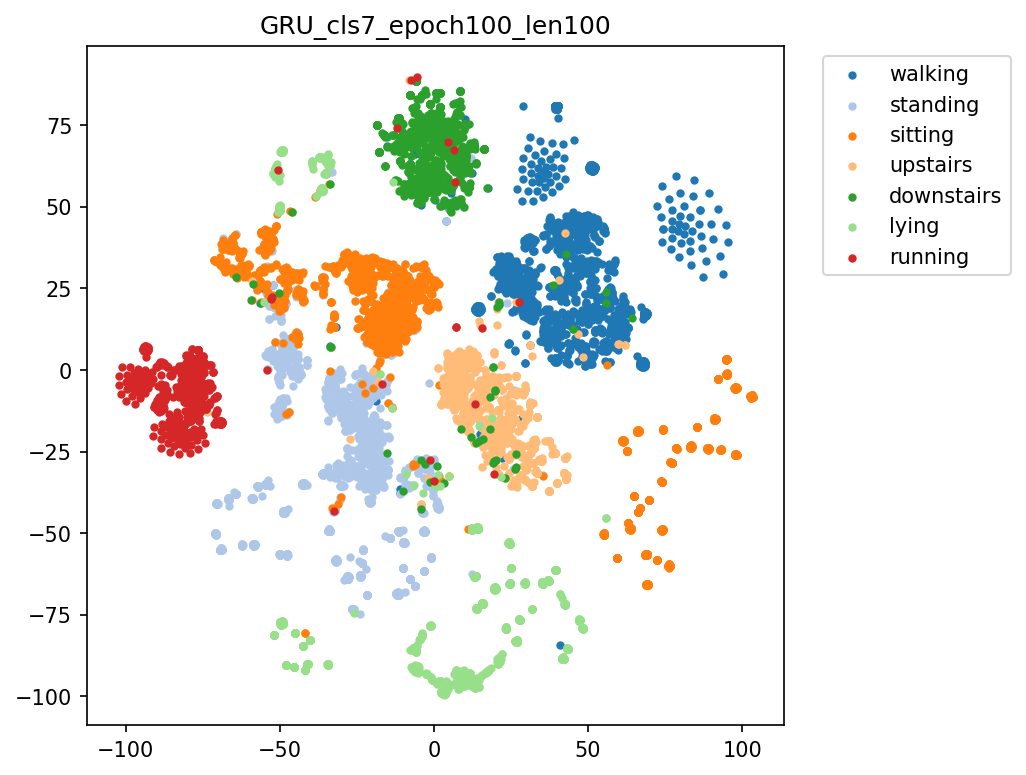 GRU_cls7_epoch100_len100
walking
standing
sitting
upstairs
downstairs
lying
running
75
50
25
0
−25
−50
−75
−100
−100 −50 0 50 100